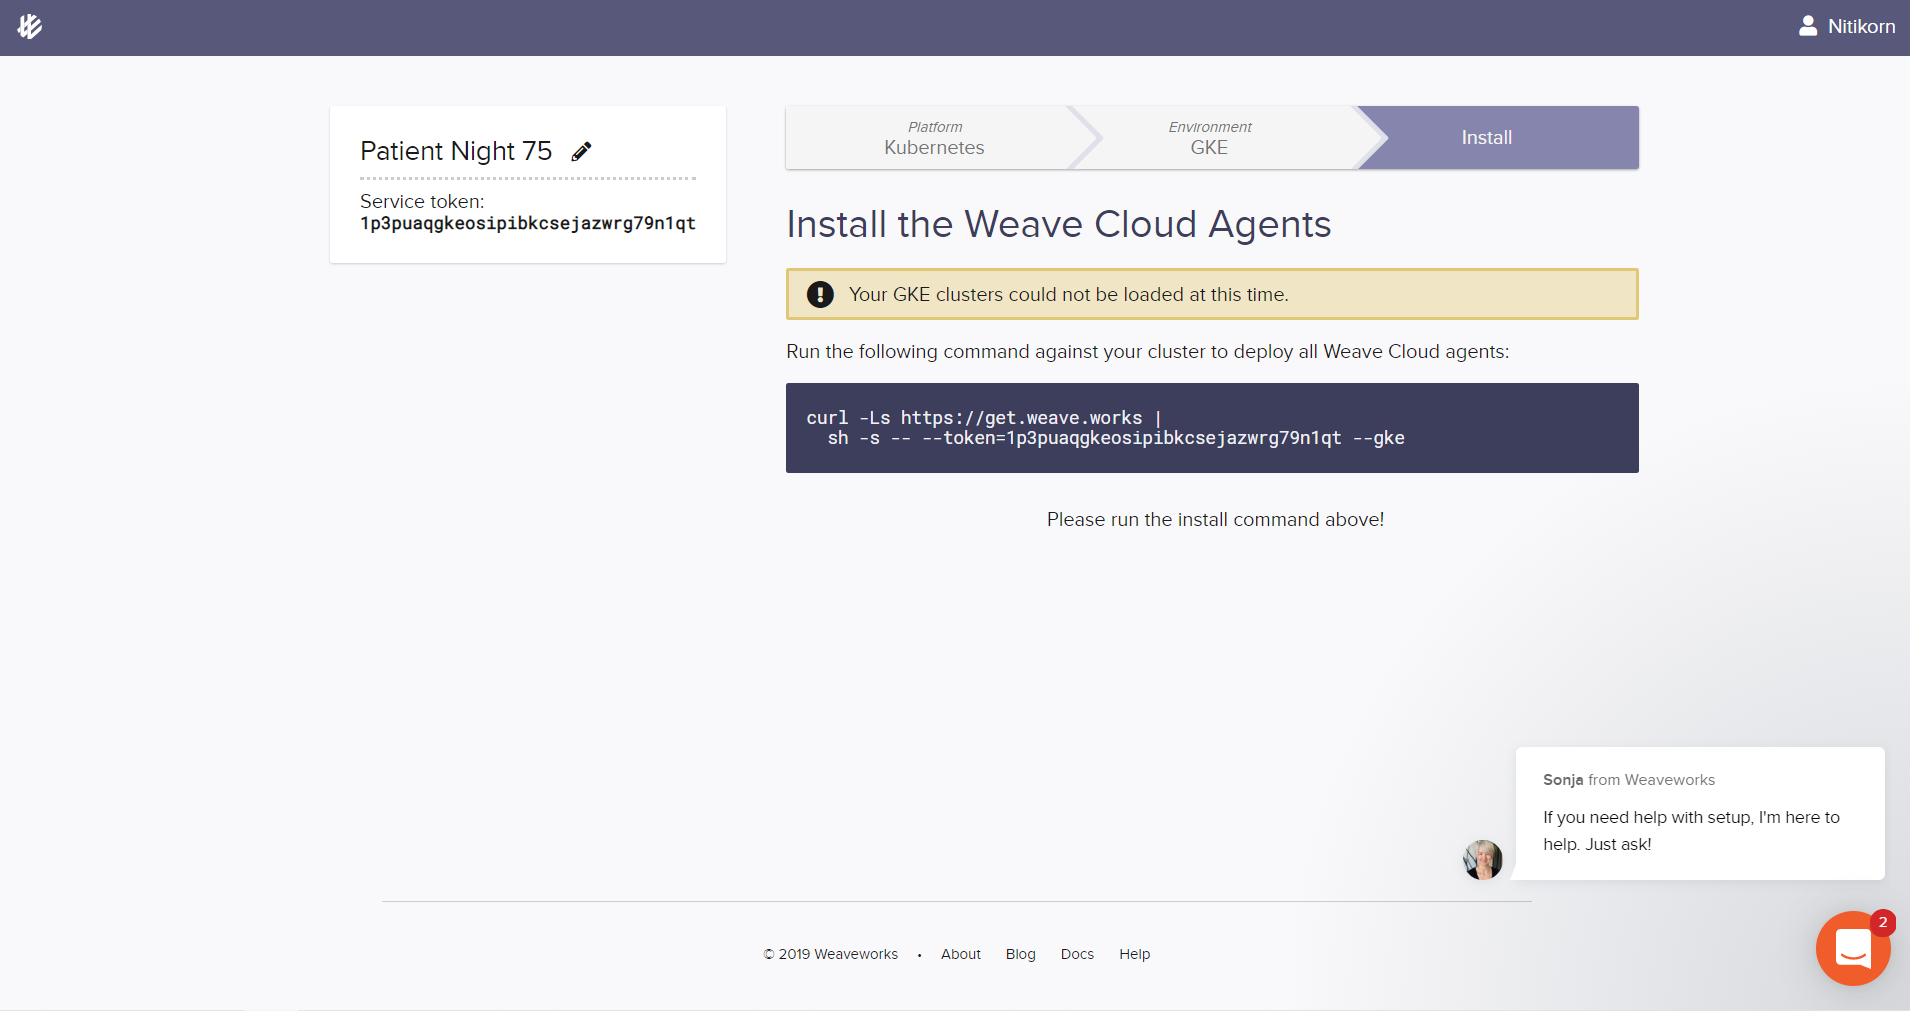 Nitikorn
Patient Night 75
Service token:
1p3puaqgkeosipibkcsejazwrg79n1qt
Platform
Kubernetes
Environment
GKE
Install
Install the Weave Cloud Agents
Your GKE clusters could not be loaded at this time.
Run the following command against your cluster to deploy all Weave Cloud agents:
curl -Ls https://get.weave.works |
sh -s -- --token=1p3puaqgkeosipibkcsejazwrg79n1qt --gke
Please run the install command above!
Sonja from Weaveworks
If you need help with setup, I'm here to
help. Just ask!
2
© 2019 Weaveworks • About Blog Docs Help